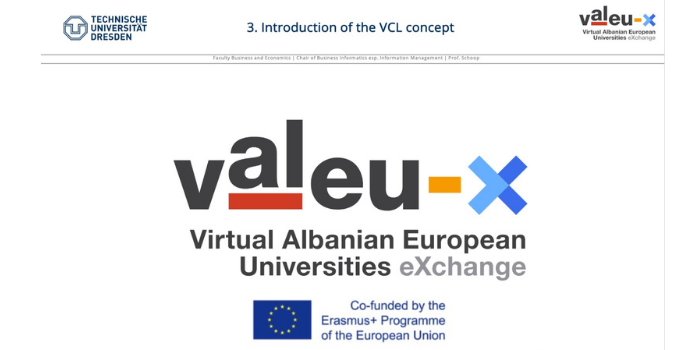 TECHNISCHE
UNIVERSITÄT
DRESDEN
3. Introduction of the VCL concept
valeu-x
Virtual Albanian European
Universities eXchange
Faculty Business and Economics | Chair of Business Informatics esp. Information Management | Prof. Schoop
valeu-x
Virtual Albanian European
Universities eXchange
Co-funded by the
Erasmus+ Programme
of the European Union